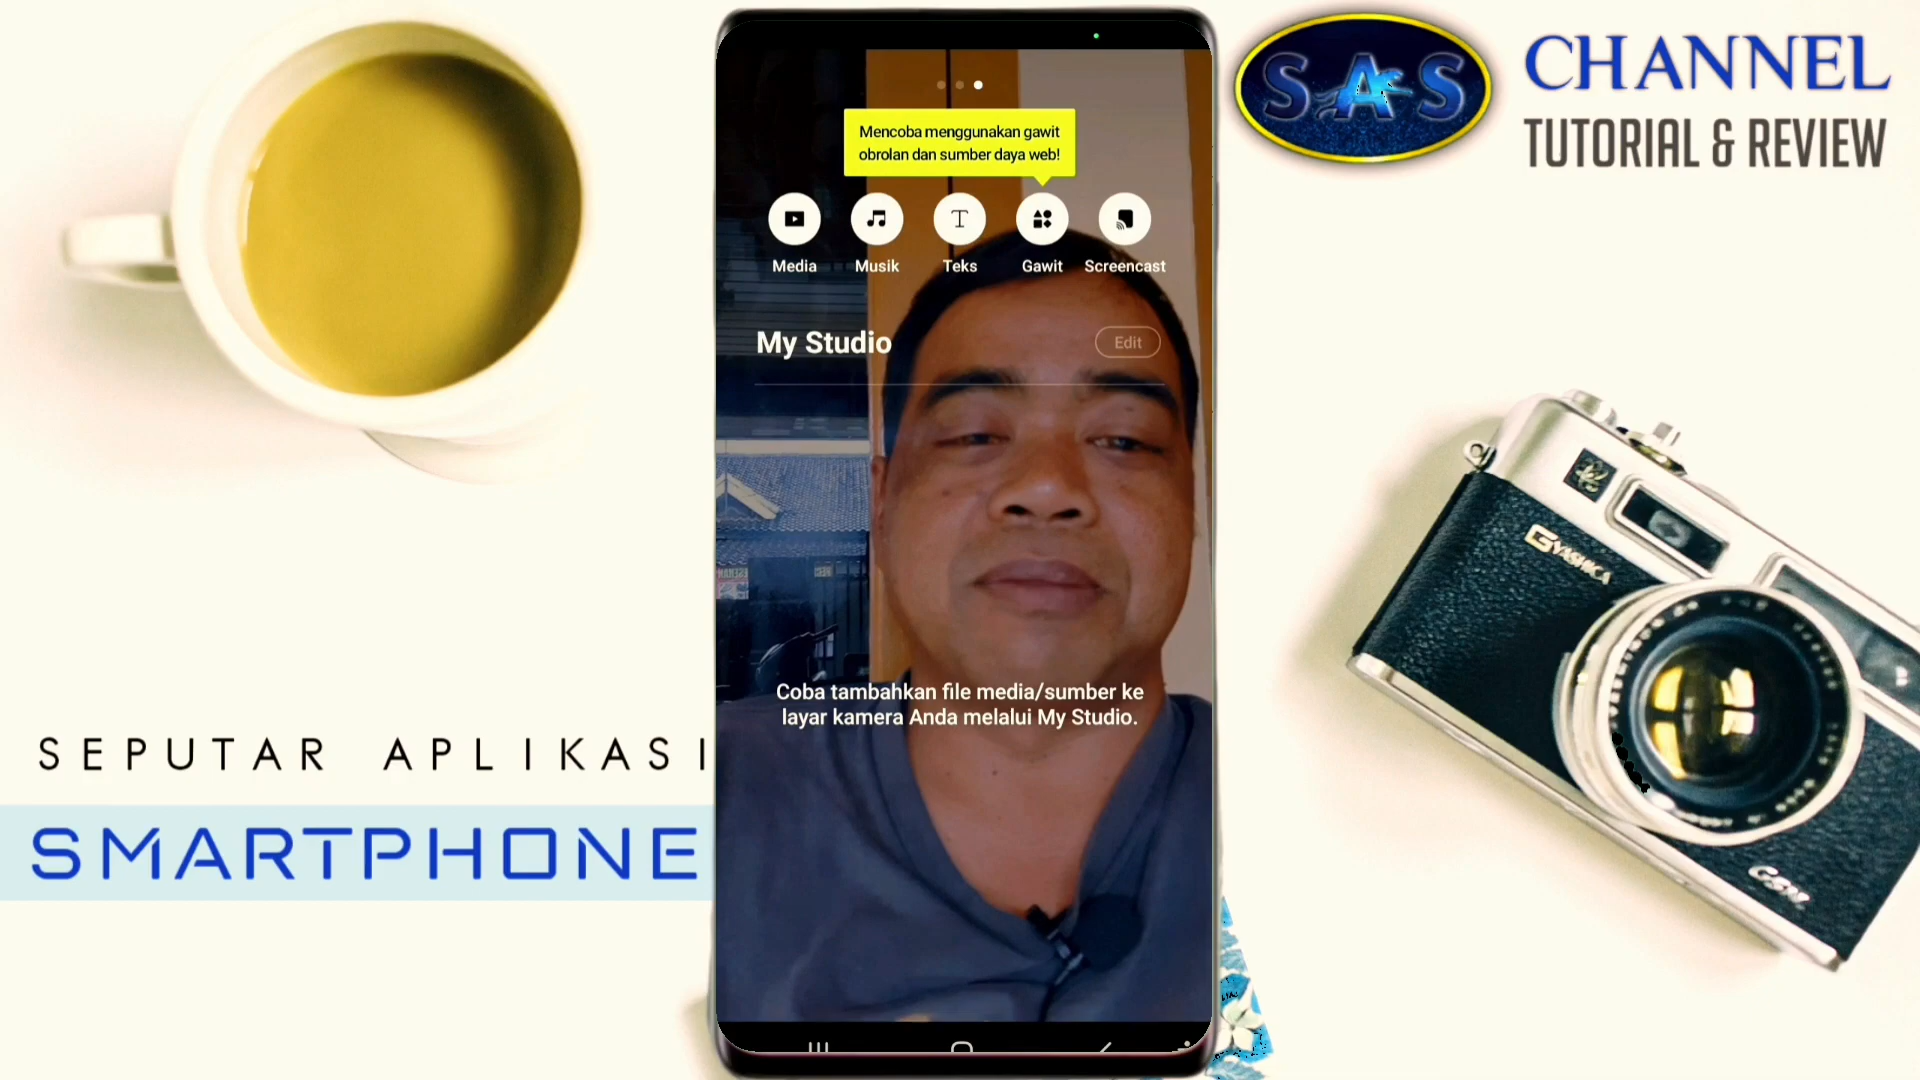 SAS
CHANNEL
TUTORIAL & REVIEW
Mencoba menggunakan gawit
obrolan dan sumber daya web!
Media
Musik
Teks
Gawit
Screencast
My Studio
Edit
Coba tambahkan file media/sumber ke
layar kamera Anda melalui My Studio.
SEPUTAR APLIKASI
SMARTPHONE
YASHICA